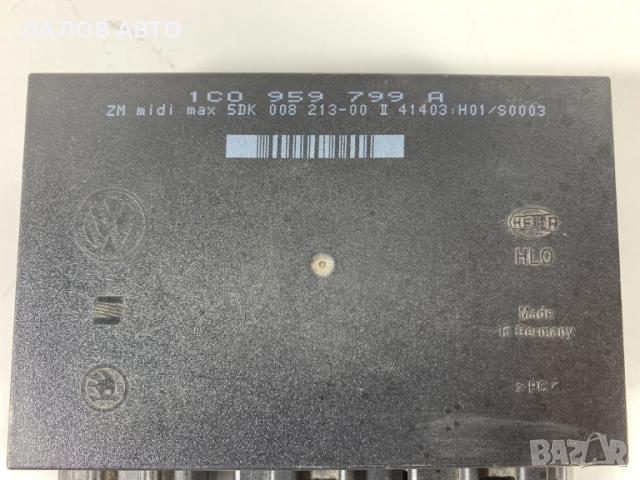 ЛАЛОВ АВТО
1C0 959 799 A
ZM midi max 5DK 008 213-00 II 41403:H01/S0003
HELLA
HLO
Made
in Germany
>PC<
BAZAR